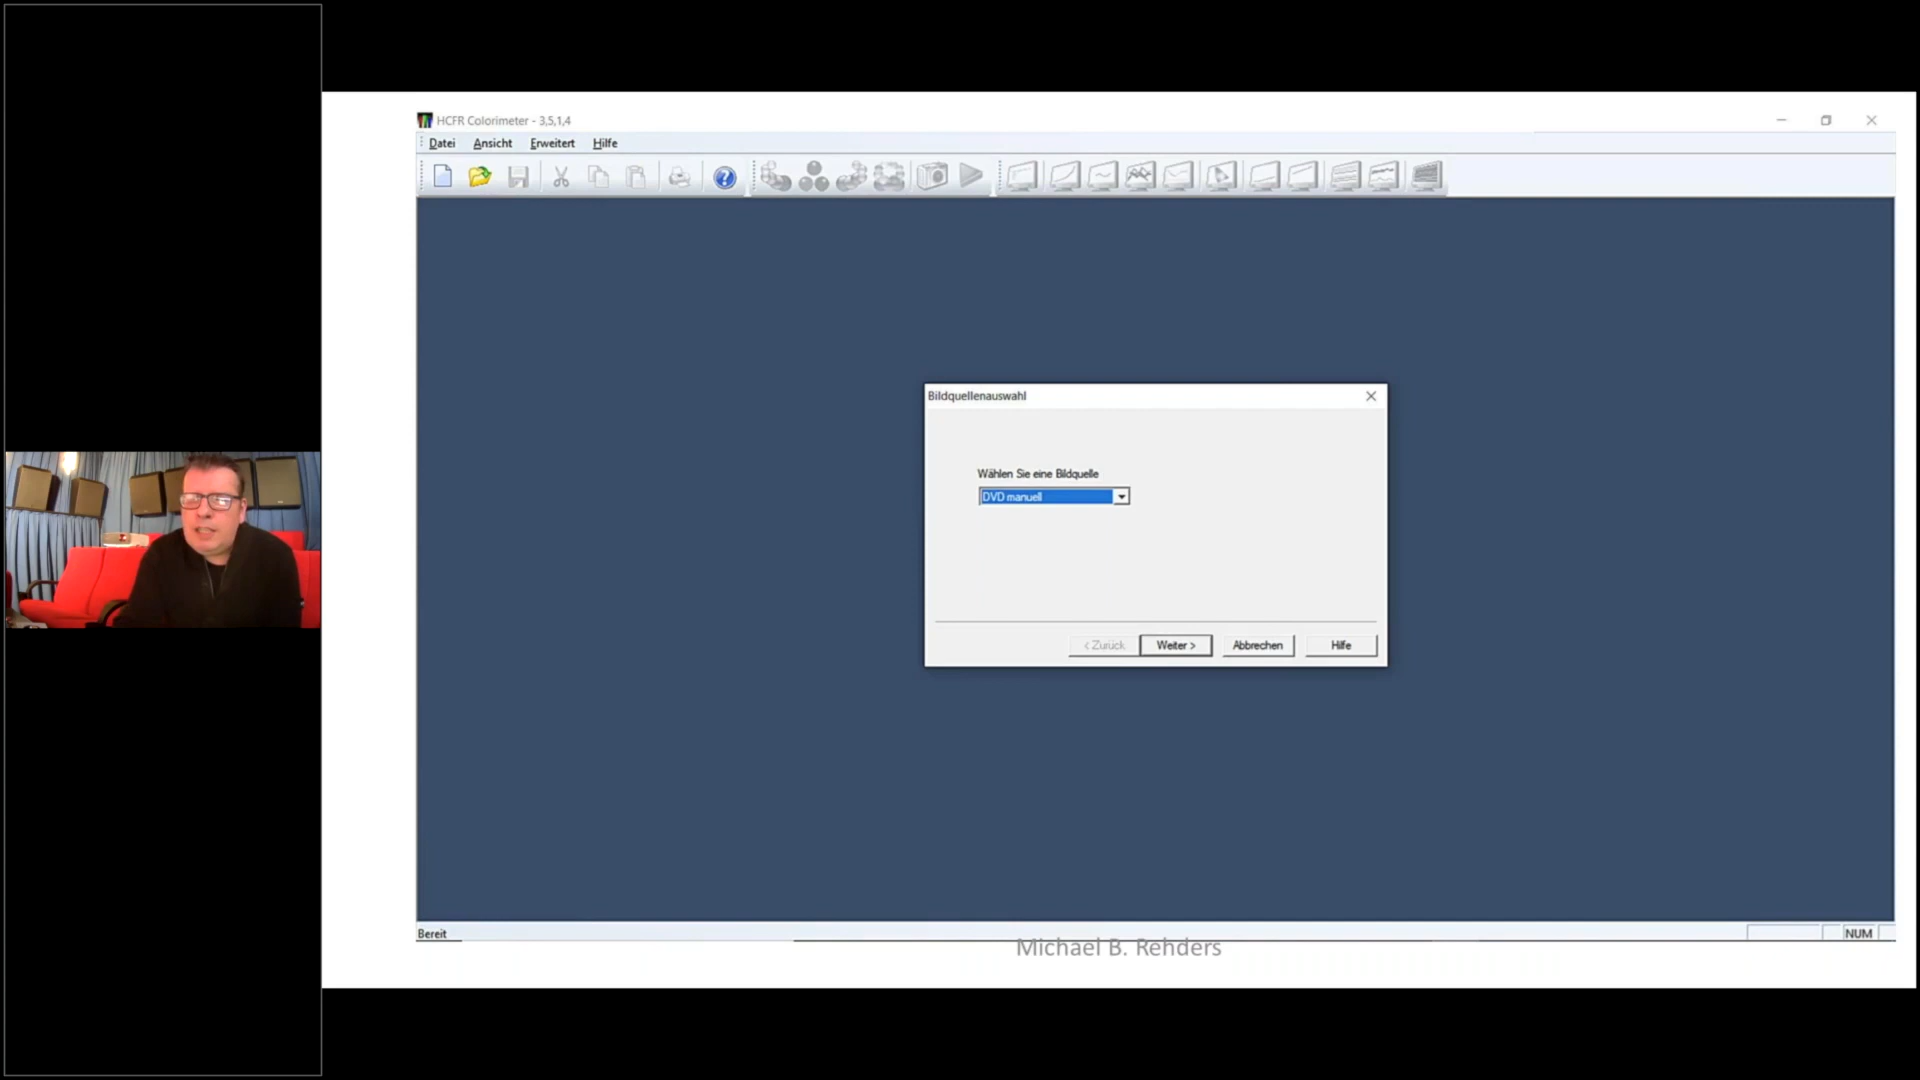 HCFR Colorimeter - 3,5,1,4
Datei Ansicht Erweitert Hilfe
Bildquellenauswahl
Wählen Sie eine Bildquelle
DVD manuell
< Zurück Weiter > Abbrechen Hilfe
Bereit NUM
Michael B. Rehders